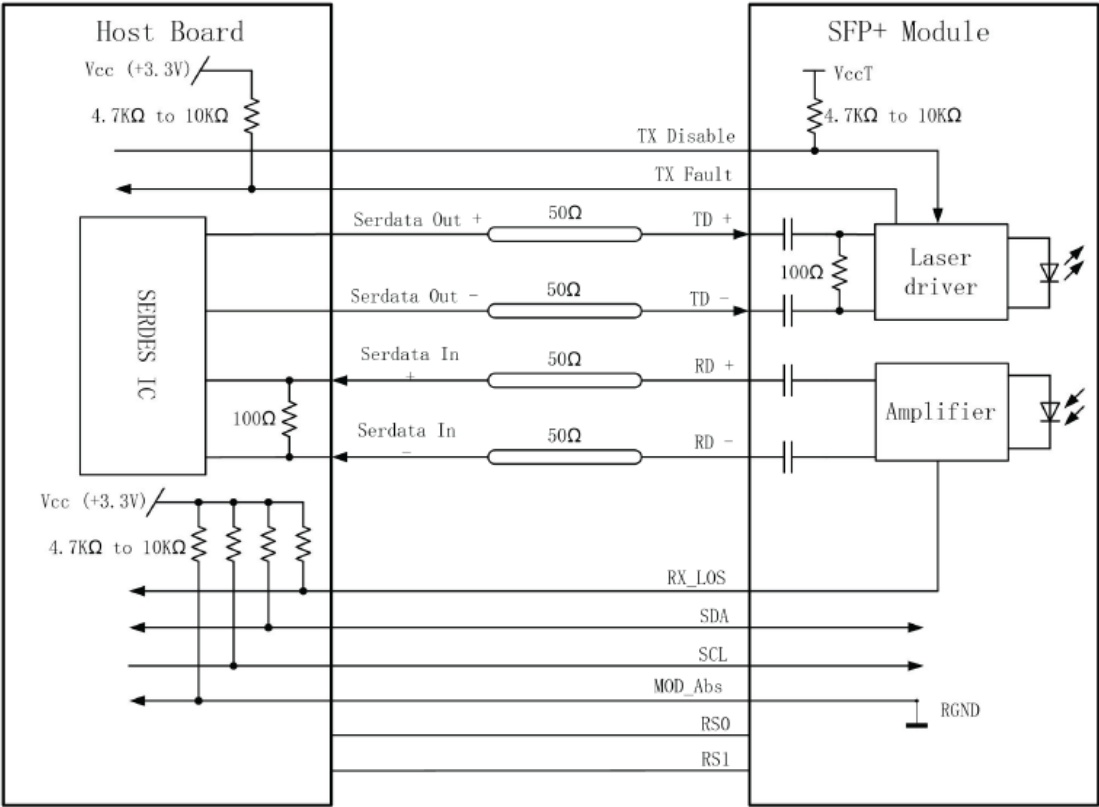 Host Board
SFP+ Module
Vcc (+3.3V)
VccT
4.7KΩ to 10KΩ
4.7KΩ to 10KΩ
TX Disable
TX Fault
Serdata Out +
50Ω
TD +
100Ω
Laser
driver
Serdata Out -
50Ω
TD -
SERDES IC
Serdata In
+
50Ω
RD +
100Ω
Amplifier
Serdata In
-
50Ω
RD -
Vcc (+3.3V)
4.7KΩ to 10KΩ
RX_LOS
SDA
SCL
MOD_Abs
RGND
RS0
RS1